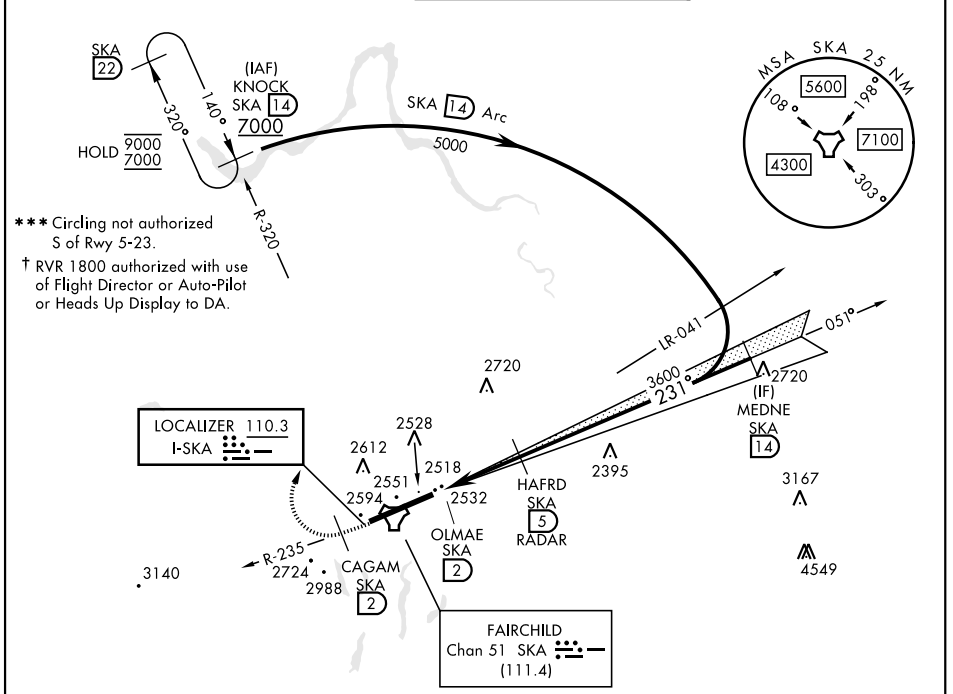 SKA
22
(IAF)
KNOCK
SKA 14
7000
140°
320°
HOLD 9000
7000
R-320
SKA 14 Arc
5000
MSA SKA 25 NM
5600
108°
198°
7100
4300
303°
*** Circling not authorized
S of Rwy 5-23.
† RVR 1800 authorized with use
of Flight Director or Auto-Pilot
or Heads Up Display to DA.
LR-041
051°
3600
231°
2720
2720
(IF)
MEDNE
SKA
14
LOCALIZER 110.3
I-SKA
2528
2612
2551
2518
2594
2532
2395
HAFRD
SKA
5
RADAR
3167
OLMAE
SKA
2
R-235
CAGAM
SKA
2
2724
2988
3140
4549
FAIRCHILD
Chan 51 SKA
(111.4)